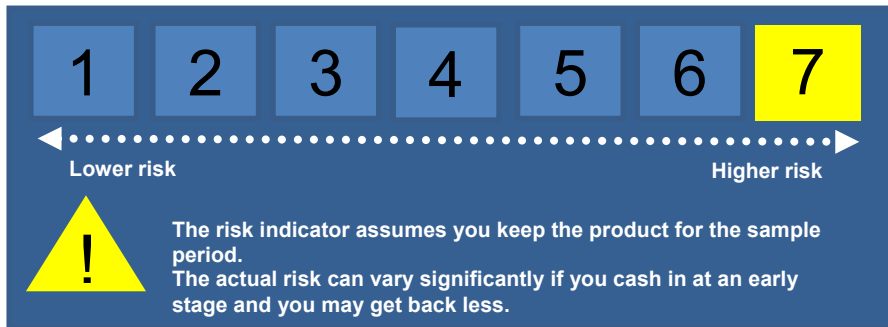 1 2 3 4 5 6 7
Lower risk Higher risk
!
The risk indicator assumes you keep the product for the sample
period.
The actual risk can vary significantly if you cash in at an early
stage and you may get back less.